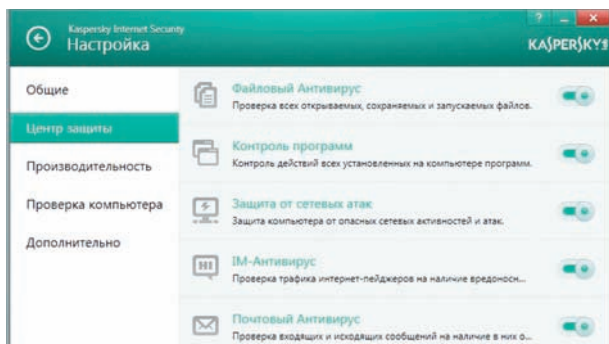 Kaspersky Internet Security
Настройка
KASPERSKY
Общие
Центр защиты
Производительность
Проверка компьютера
Дополнительно
Файловый Антивирус
Проверка всех открываемых, сохраняемых и запускаемых файлов.
Контроль программ
Контроль действий всех установленных на компьютере программ.
Защита от сетевых атак
Защита компьютера от опасных сетевых активностей и атак.
IM-Антивирус
Проверка трафика интернет-пейджеров на наличие вредоносн...
Почтовый Антивирус
Проверка входящих и исходящих сообщений на наличие в них о...